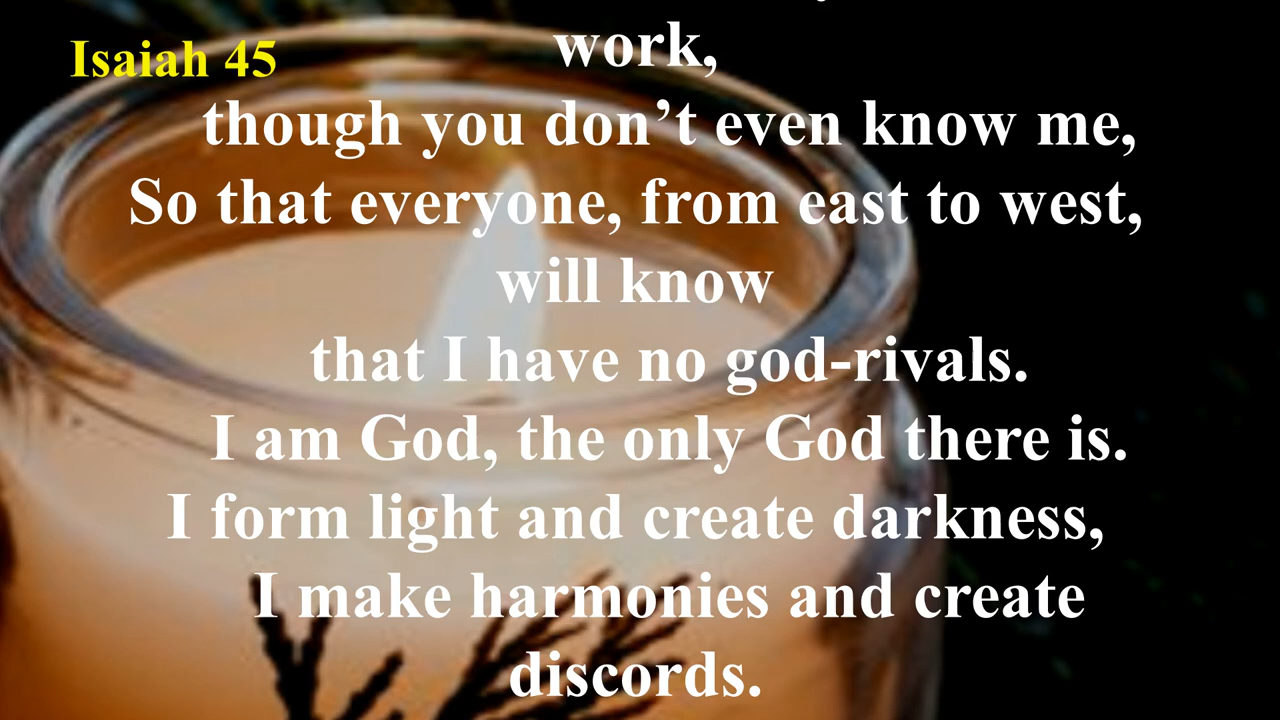 Isaiah 45
work,
though you don’t even know me,
So that everyone, from east to west,
will know
that I have no god-rivals.
I am God, the only God there is.
I form light and create darkness,
I make harmonies and create
discords.